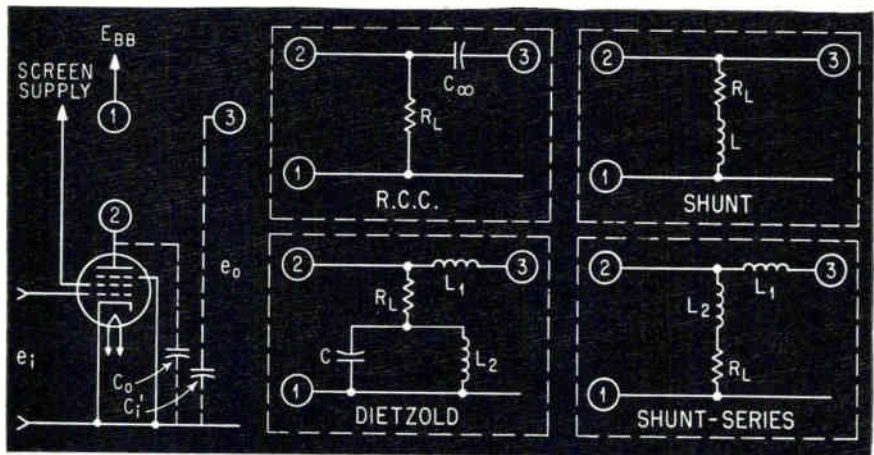 E_BB
SCREEN
SUPPLY
1
3
2
e_o
e_i
C_o
C_i'
2
3
C_∞
R_L
1
R.C.C.
2
3
R_L
L
1
SHUNT
2
3
L_1
R_L
C
L_2
1
DIETZOLD
2
3
L_1
L_2
R_L
1
SHUNT-SERIES